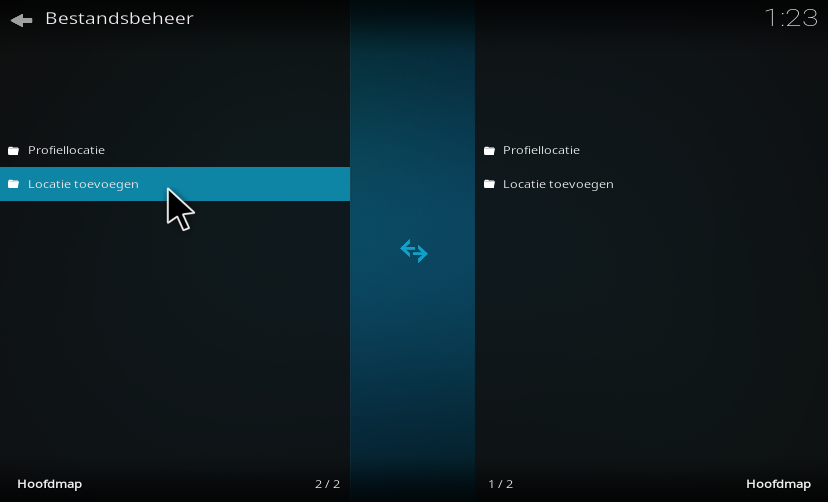 Bestandsbeheer
1:23
Profiellocatie
Locatie toevoegen
Profiellocatie
Locatie toevoegen
Hoofdmap
2 / 2
1 / 2
Hoofdmap